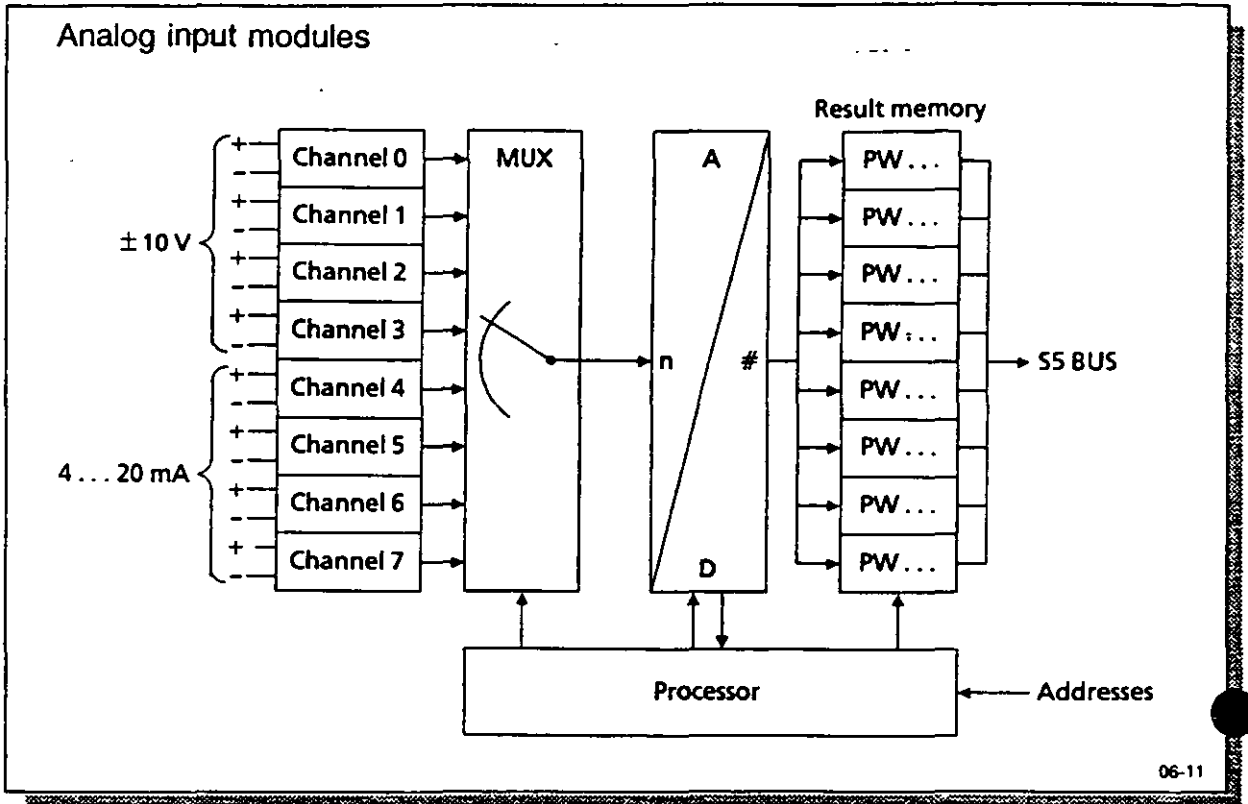 Analog input modules
Result memory
± 10 V
4 ... 20 mA
+
-
+
-
+
-
+
-
+
-
+
-
+
-
+
-
Channel 0
Channel 1
Channel 2
Channel 3
Channel 4
Channel 5
Channel 6
Channel 7
MUX
A
n
#
D
PW ...
PW ...
PW ...
PW : ..
PW ...
PW ...
PW ...
PW ...
S5 BUS
Processor
Addresses
06-11